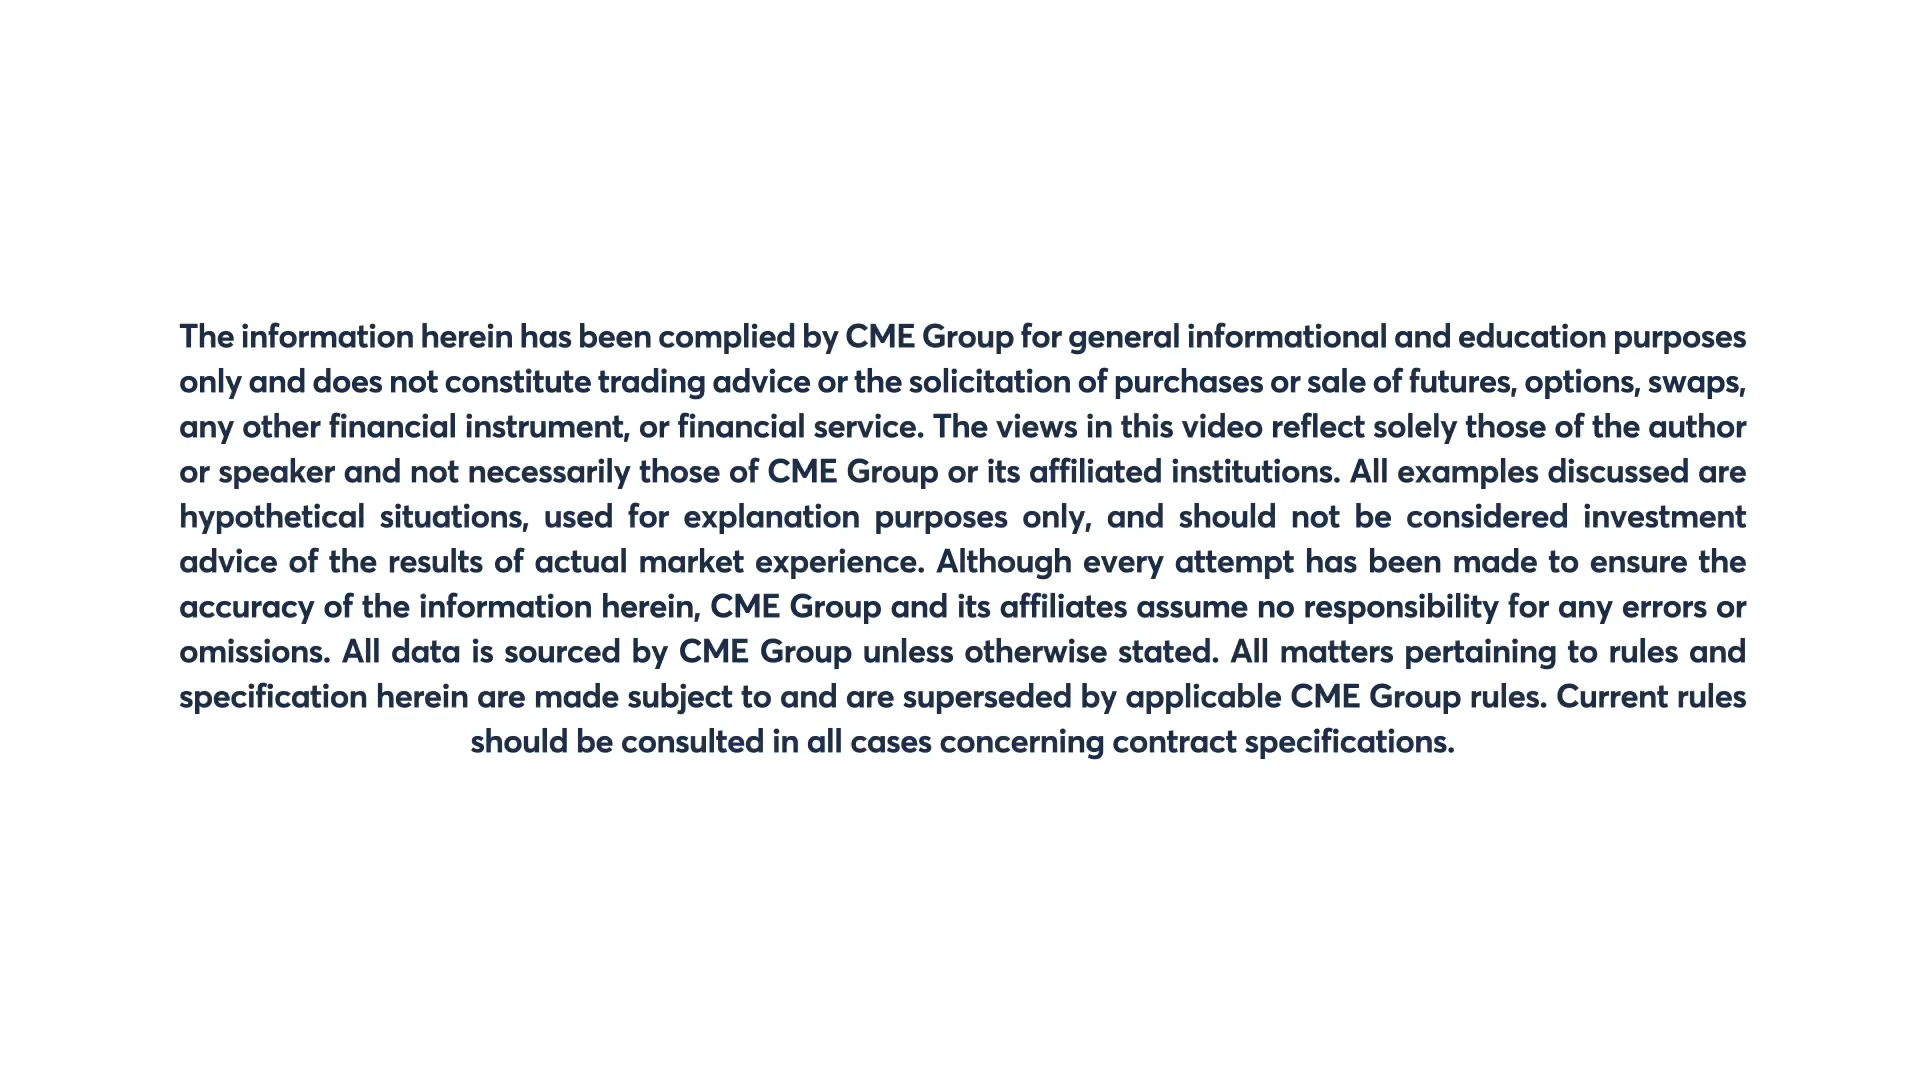 The information herein has been complied by CME Group for general informational and education purposes
only and does not constitute trading advice or the solicitation of purchases or sale of futures, options, swaps,
any other financial instrument, or financial service. The views in this video reflect solely those of the author
or speaker and not necessarily those of CME Group or its affiliated institutions. All examples discussed are
hypothetical situations, used for explanation purposes only, and should not be considered investment
advice of the results of actual market experience. Although every attempt has been made to ensure the
accuracy of the information herein, CME Group and its affiliates assume no responsibility for any errors or
omissions. All data is sourced by CME Group unless otherwise stated. All matters pertaining to rules and
specification herein are made subject to and are superseded by applicable CME Group rules. Current rules
should be consulted in all cases concerning contract specifications.